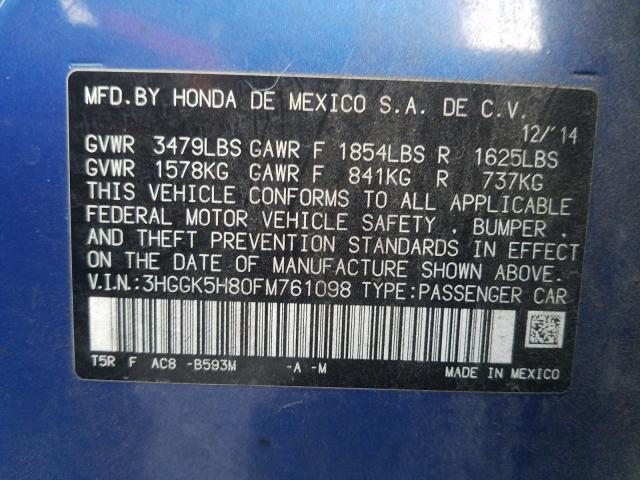 MFD.BY HONDA DE MEXICO S.A. DE C.V.
12/'14
GVWR 3479LBS GAWR F 1854LBS R 1625LBS
GVWR 1578KG GAWR F 841KG R 737KG
THIS VEHICLE CONFORMS TO ALL APPLICABLE
FEDERAL MOTOR VEHICLE SAFETY , BUMPER ,
AND THEFT PREVENTION STANDARDS IN EFFECT
ON THE DATE OF MANUFACTURE SHOWN ABOVE.
V.I.N.:3HGGK5H80FM761098 TYPE:PASSENGER CAR
T5R F AC8 -B593M -A -M
MADE IN MEXICO